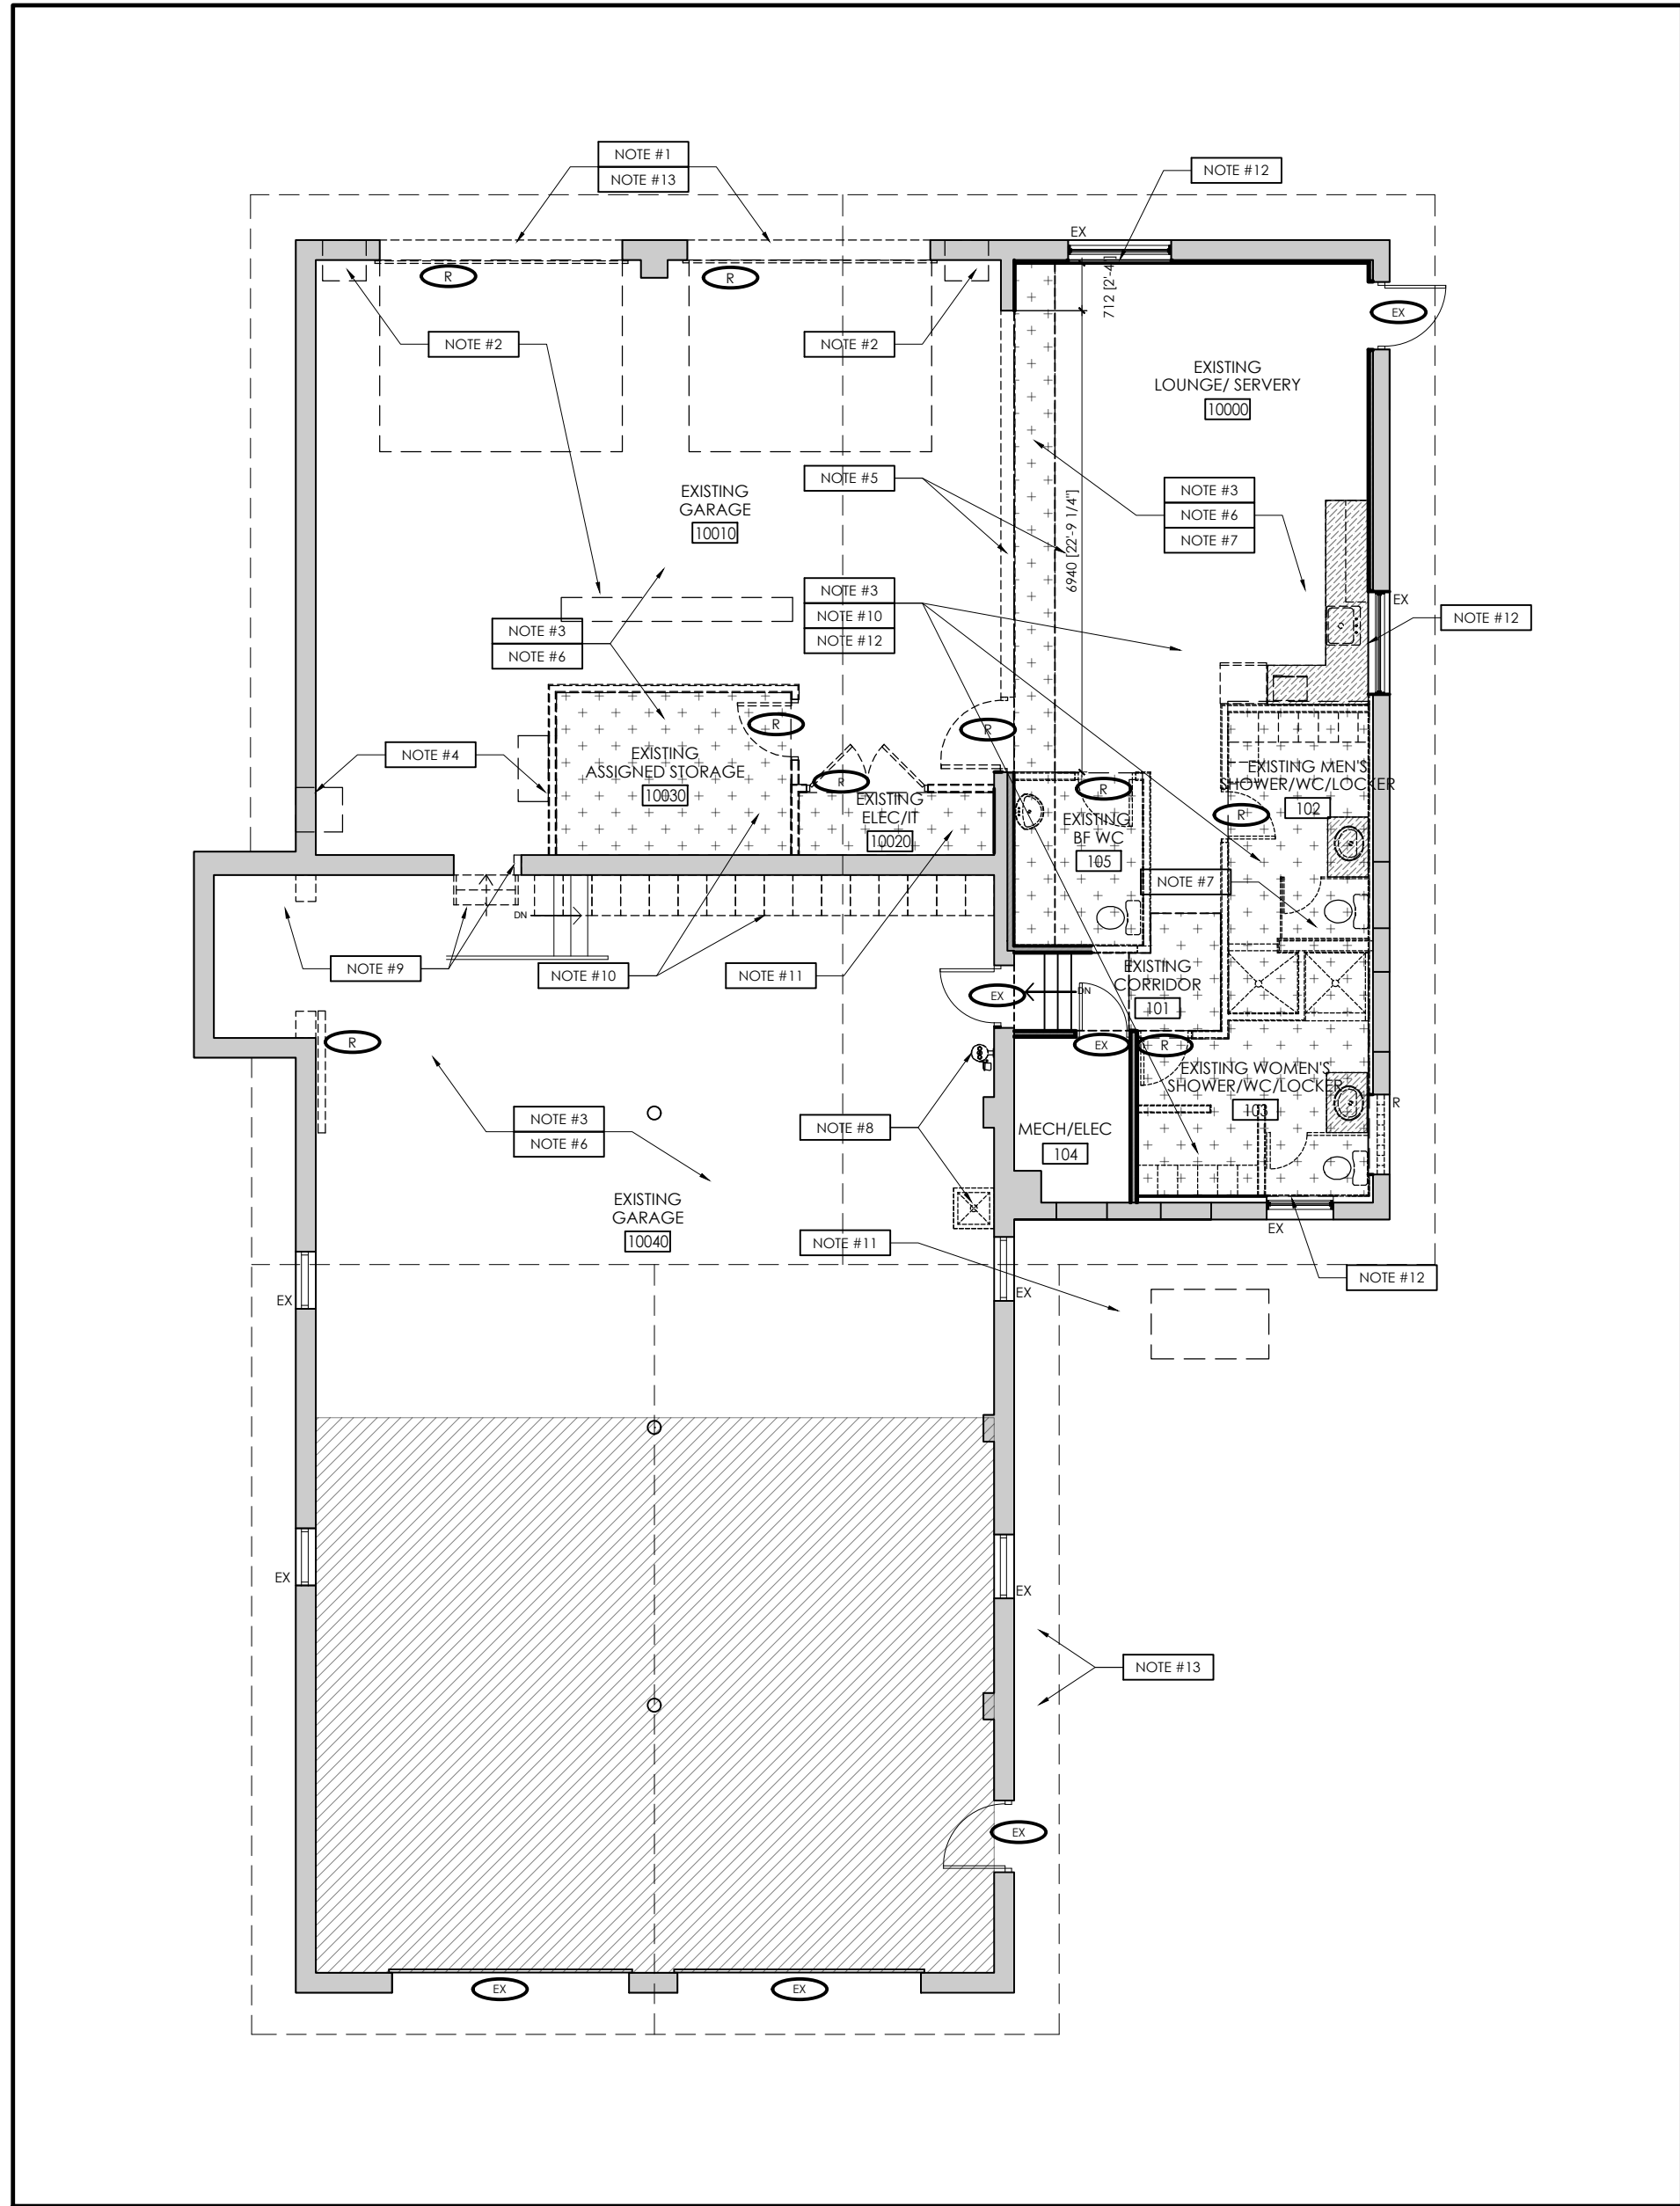 NOTE #1
NOTE #13
NOTE #12
EX
R
R
712 [2'-4"]
EX
NOTE #2
NOTE #2
EXISTING
LOUNGE/ SERVERY
10000
NOTE #5
EXISTING
GARAGE
10010
NOTE #3
NOTE #6
NOTE #7
6940 [22'-9 1/4"]
NOTE #3
NOTE #10
NOTE #12
EX
NOTE #12
NOTE #3
NOTE #6
R
R
NOTE #4
EXISTING
ASSIGNED STORAGE
10030
R
EXISTING
ELEC/IT
10020
R
EXISTING
BF WC
105
EXISTING MEN'S
SHOWER/WC/LOCKER
102
R
NOTE #7
DN
NOTE #9
NOTE #10
NOTE #11
EXISTING
CORRIDOR
101
DN
EX
R
EX
R
EXISTING WOMEN'S
SHOWER/WC/LOCKER
103
R
NOTE #3
NOTE #6
NOTE #8
MECH/ELEC
104
EXISTING
GARAGE
10040
EX
NOTE #11
NOTE #12
EX
EX
EX
EX
NOTE #13
EX
EX
EX